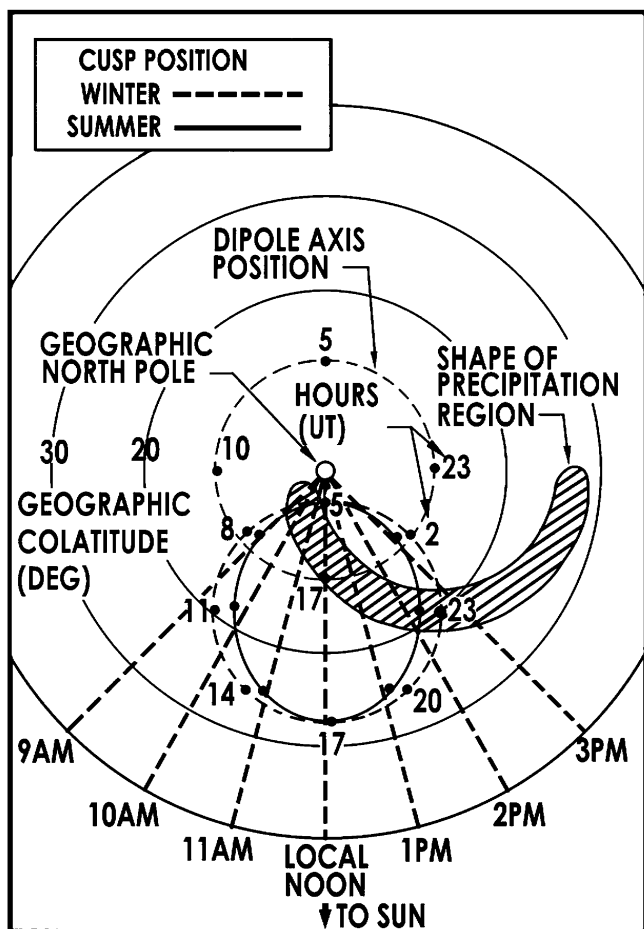 CUSP POSITION
WINTER
SUMMER
DIPOLE AXIS
POSITION
5
GEOGRAPHIC
NORTH POLE
SHAPE OF
PRECIPITATION
REGION
HOURS
(UT)
30
20
10
23
GEOGRAPHIC
COLATITUDE
(DEG)
5
8
2
17
11
23
14
20
17
9AM
3PM
10AM
2PM
11AM
LOCAL
NOON
1PM
TO SUN